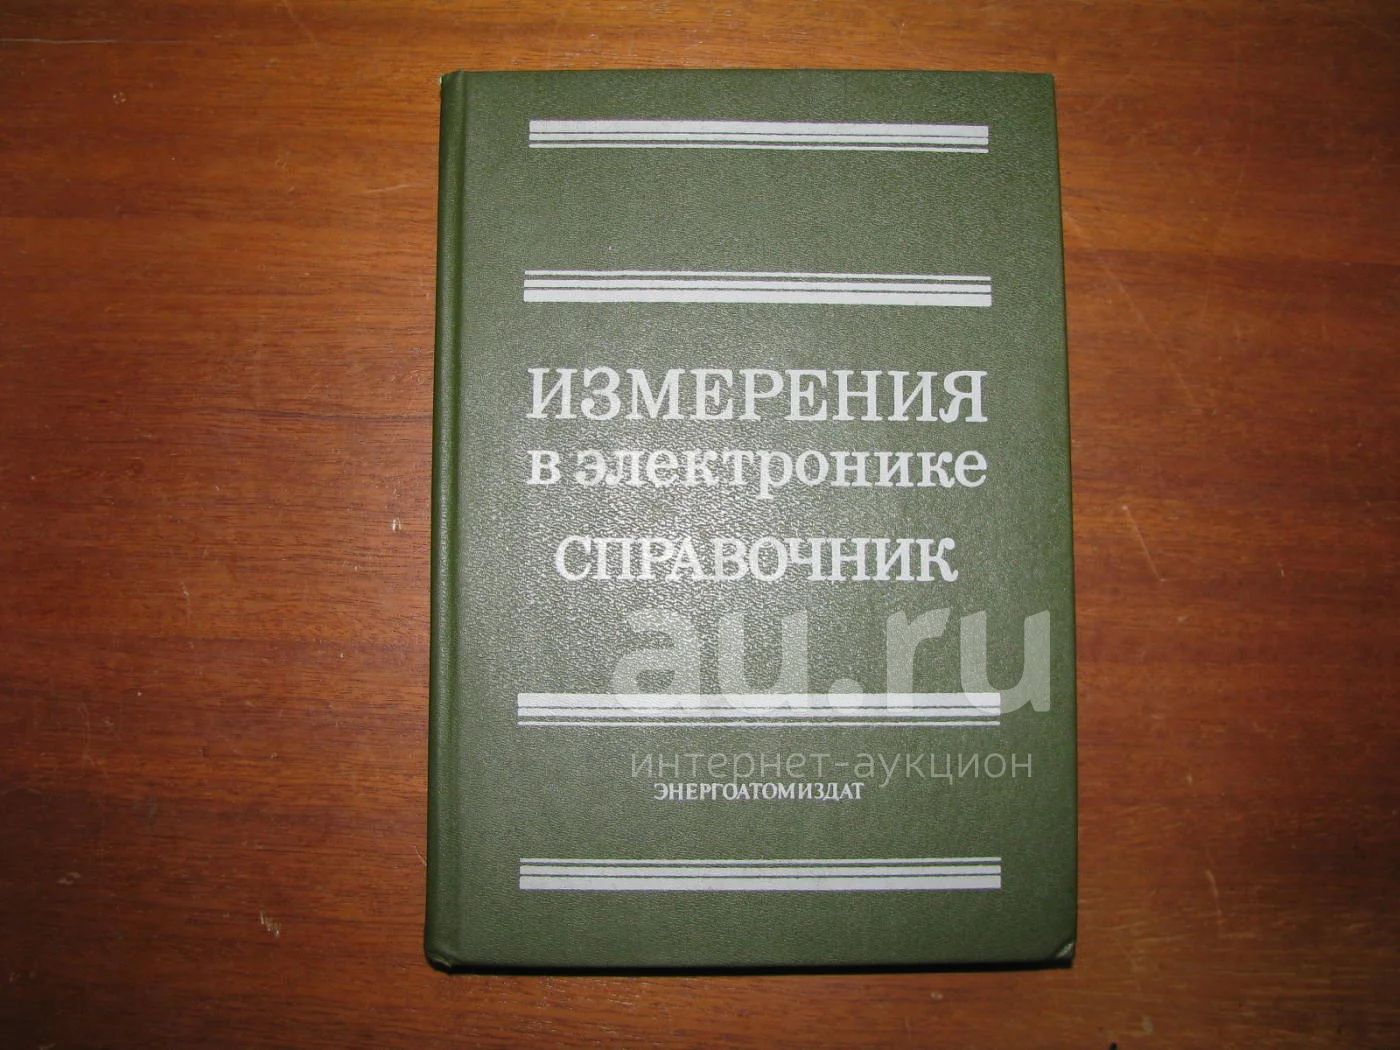 ИЗМЕРЕНИЯ
в электронике
СПРАВОЧНИК
au.ru
интернет-аукцион
ЭНЕРГОАТОМИЗДАТ